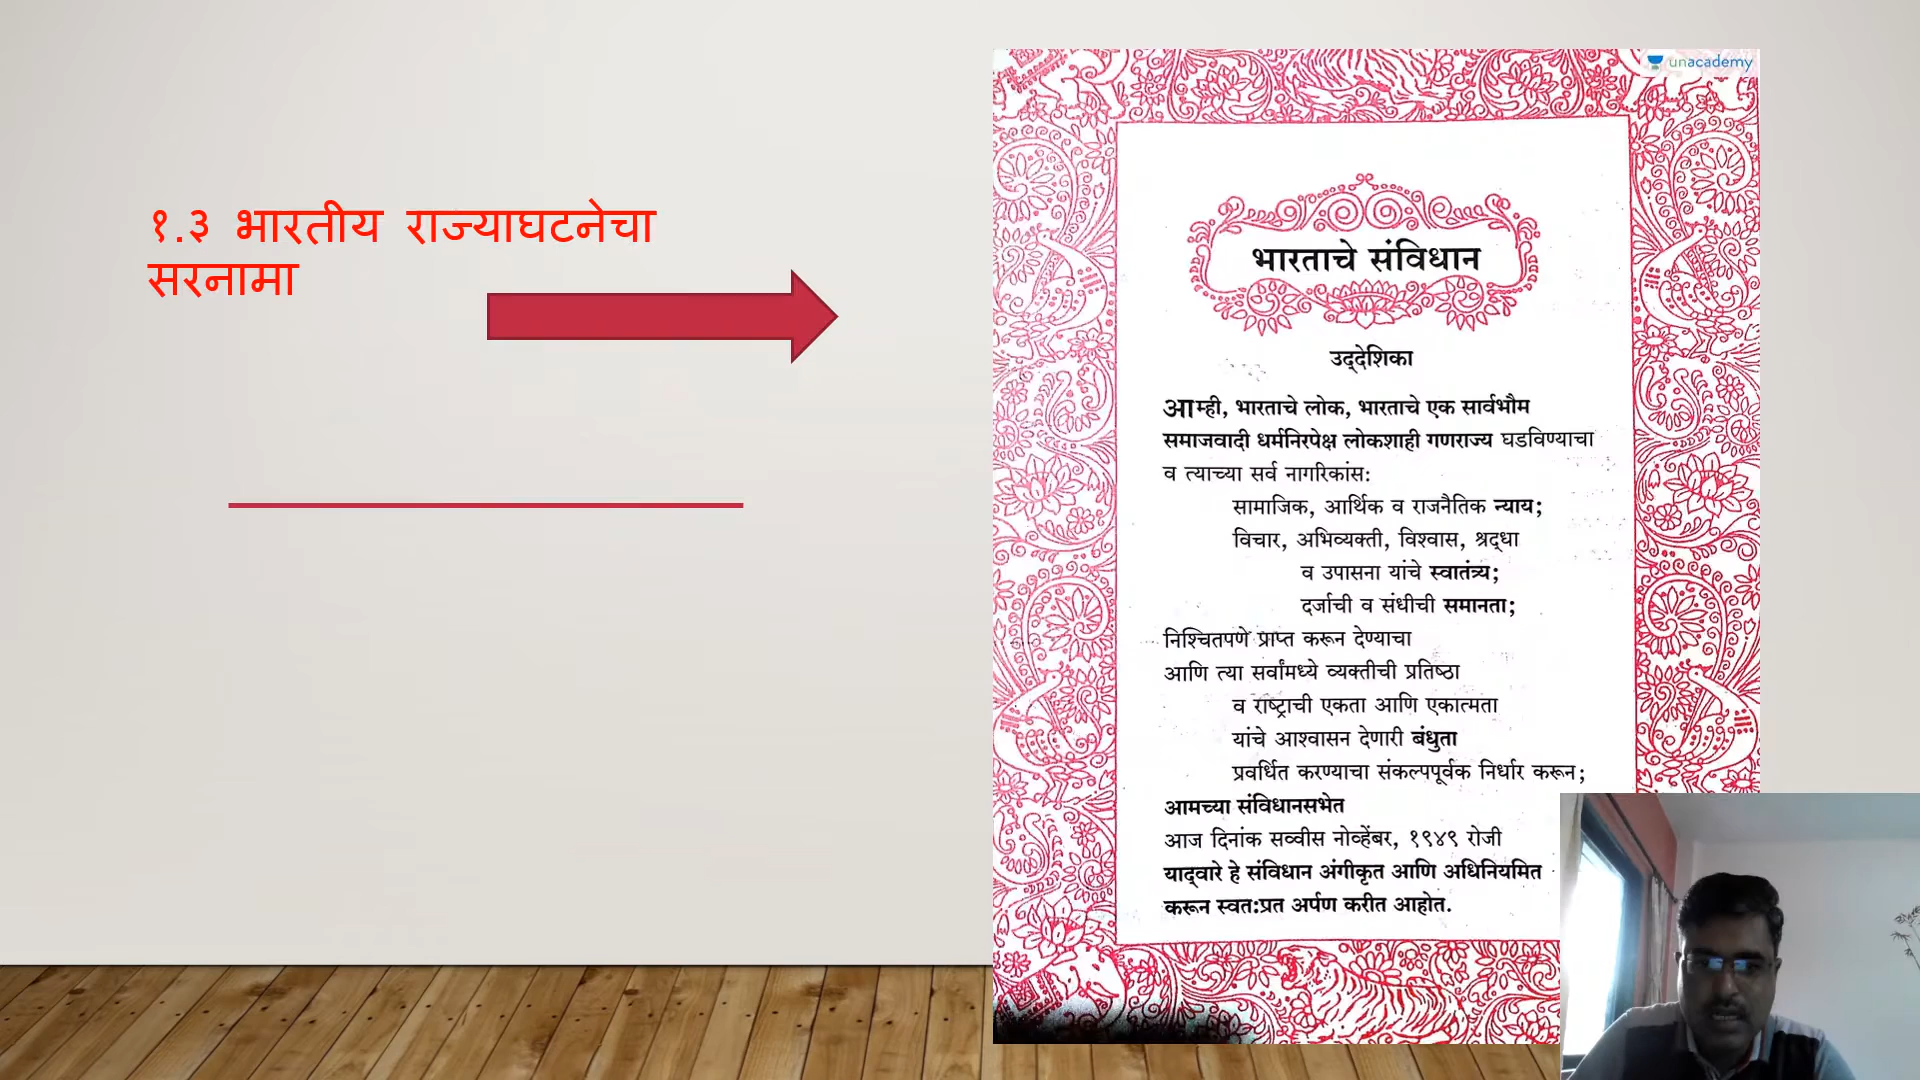 १.३ भारतीय राज्याघटनेचा
सरनामा
unacademy
भारताचे संविधान
उद्‌देशिका
आम्ही, भारताचे लोक, भारताचे एक सार्वभौम
समाजवादी धर्मनिरपेक्ष लोकशाही गणराज्य घडविण्याचा
व त्याच्या सर्व नागरिकांस:
सामाजिक, आर्थिक व राजनैतिक न्याय;
विचार, अभिव्यक्ती, विश्वास, श्रद्‌धा
व उपासना यांचे स्वातंत्र्य;
दर्जाची व संधीची समानता;
निश्चितपणे प्राप्त करून देण्याचा
आणि त्या सर्वांमध्ये व्यक्तीची प्रतिष्ठा
व राष्ट्राची एकता आणि एकात्मता
यांचे आश्वासन देणारी बंधुता
प्रवर्धित करण्याचा संकल्पपूर्वक निर्धार करून;
आमच्या संविधानसभेत
आज दिनांक सव्वीस नोव्हेंबर, १९४९ रोजी
याद्‌वारे हे संविधान अंगीकृत आणि अधिनियमित
करून स्वत:प्रत अर्पण करीत आहोत.